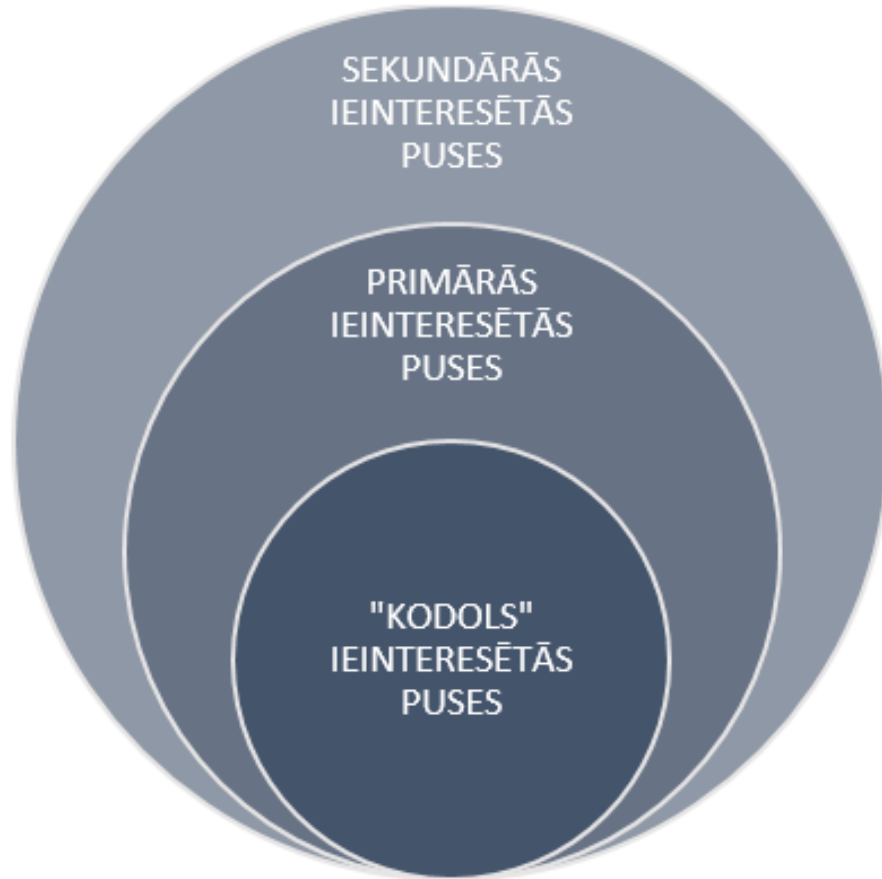 SEKUNDĀRĀS
IEINTERESĒTĀS
PUSES
PRIMĀRĀS
IEINTERESĒTĀS
PUSES
"KODOLS"
IEINTERESĒTĀS
PUSES